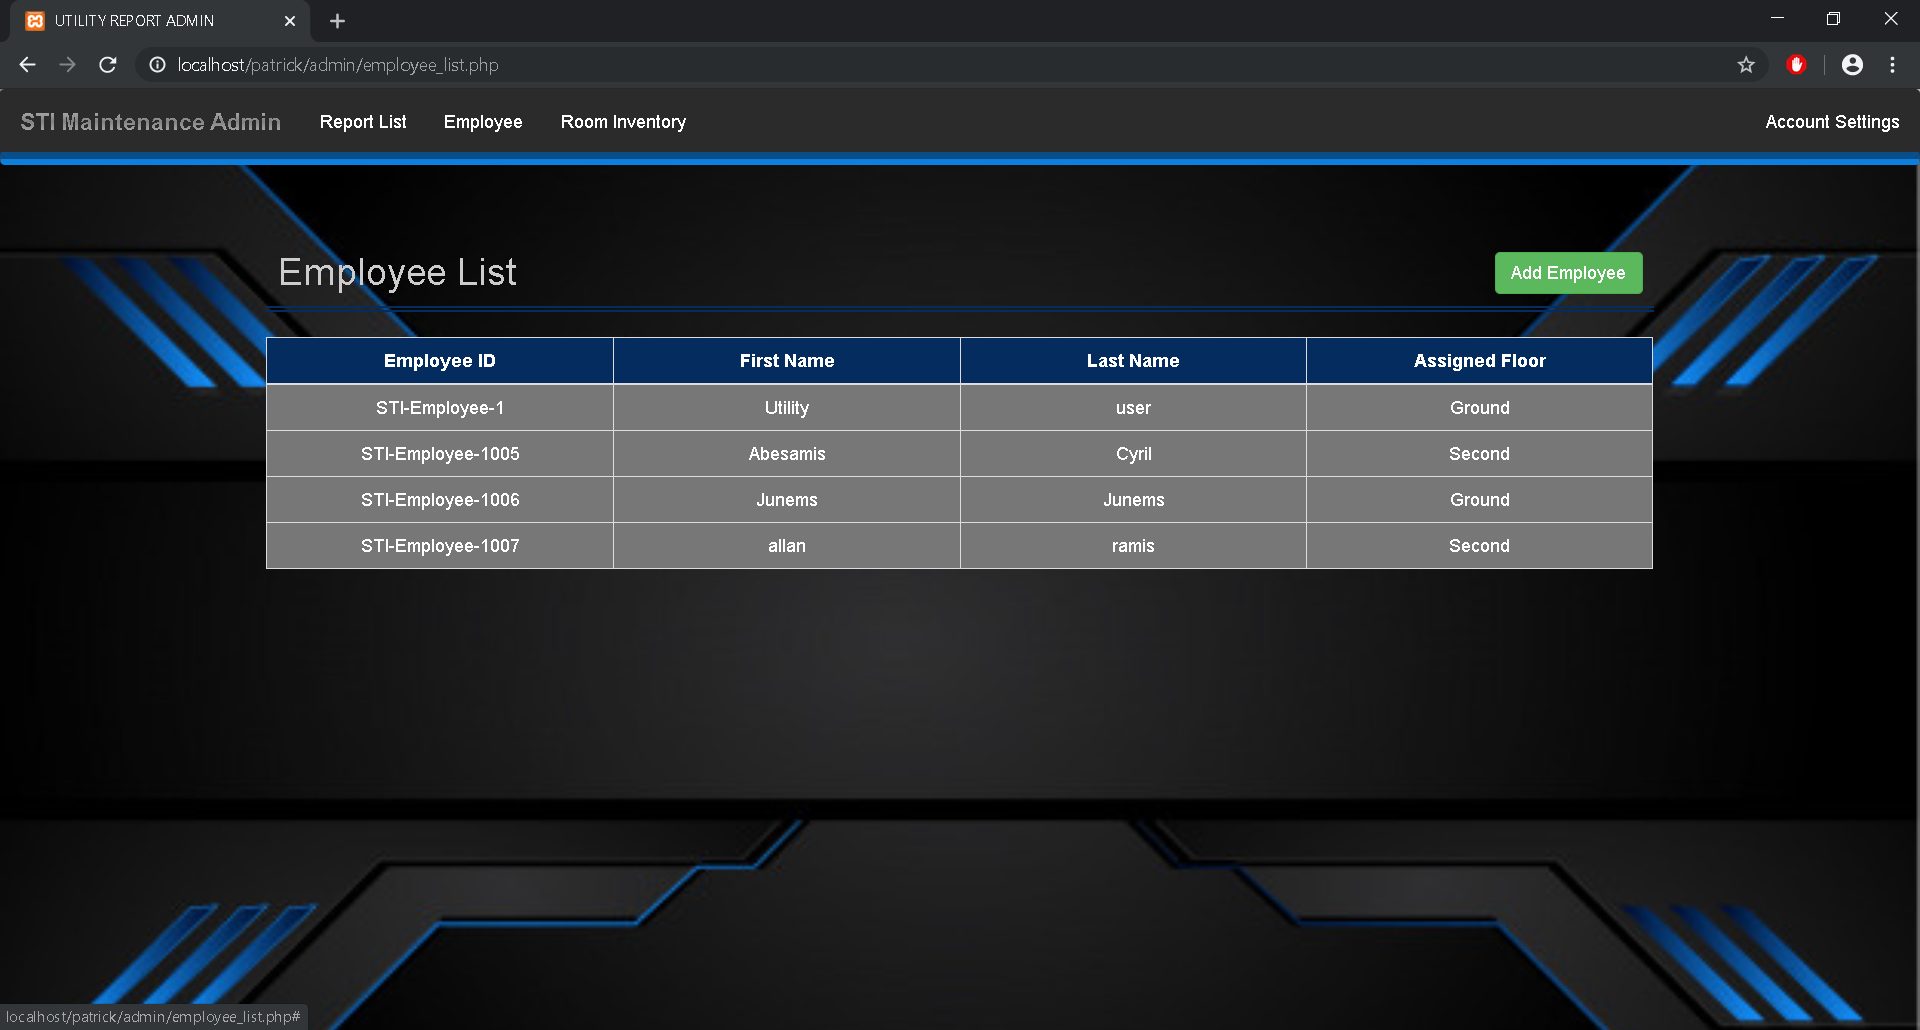 UTILITY REPORT ADMIN
localhost/patrick/admin/employee_list.php
STI Maintenance Admin Report List Employee Room Inventory Account Settings
Employee List Add Employee
Employee ID First Name Last Name Assigned Floor
STI-Employee-1 Utility user Ground
STI-Employee-1005 Abesamis Cyril Second
STI-Employee-1006 Junems Junems Ground
STI-Employee-1007 allan ramis Second
localhost/patrick/admin/employee_list.php#